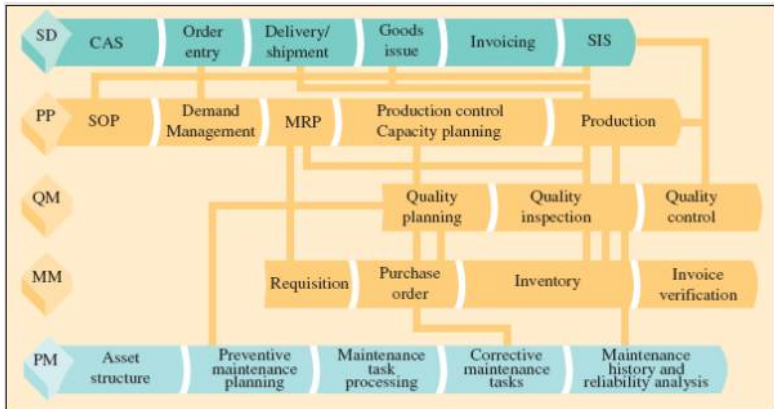 SD
CAS
Order
entry
Delivery/
shipment
Goods
issue
Invoicing
SIS
PP
SOP
Demand
Management
MRP
Production control
Capacity planning
Production
QM
Quality
planning
Quality
inspection
Quality
control
MM
Requisition
Purchase
order
Inventory
Invoice
verification
PM
Asset
structure
Preventive
maintenance
planning
Maintenance
task
processing
Corrective
maintenance
tasks
Maintenance
history and
reliability analysis